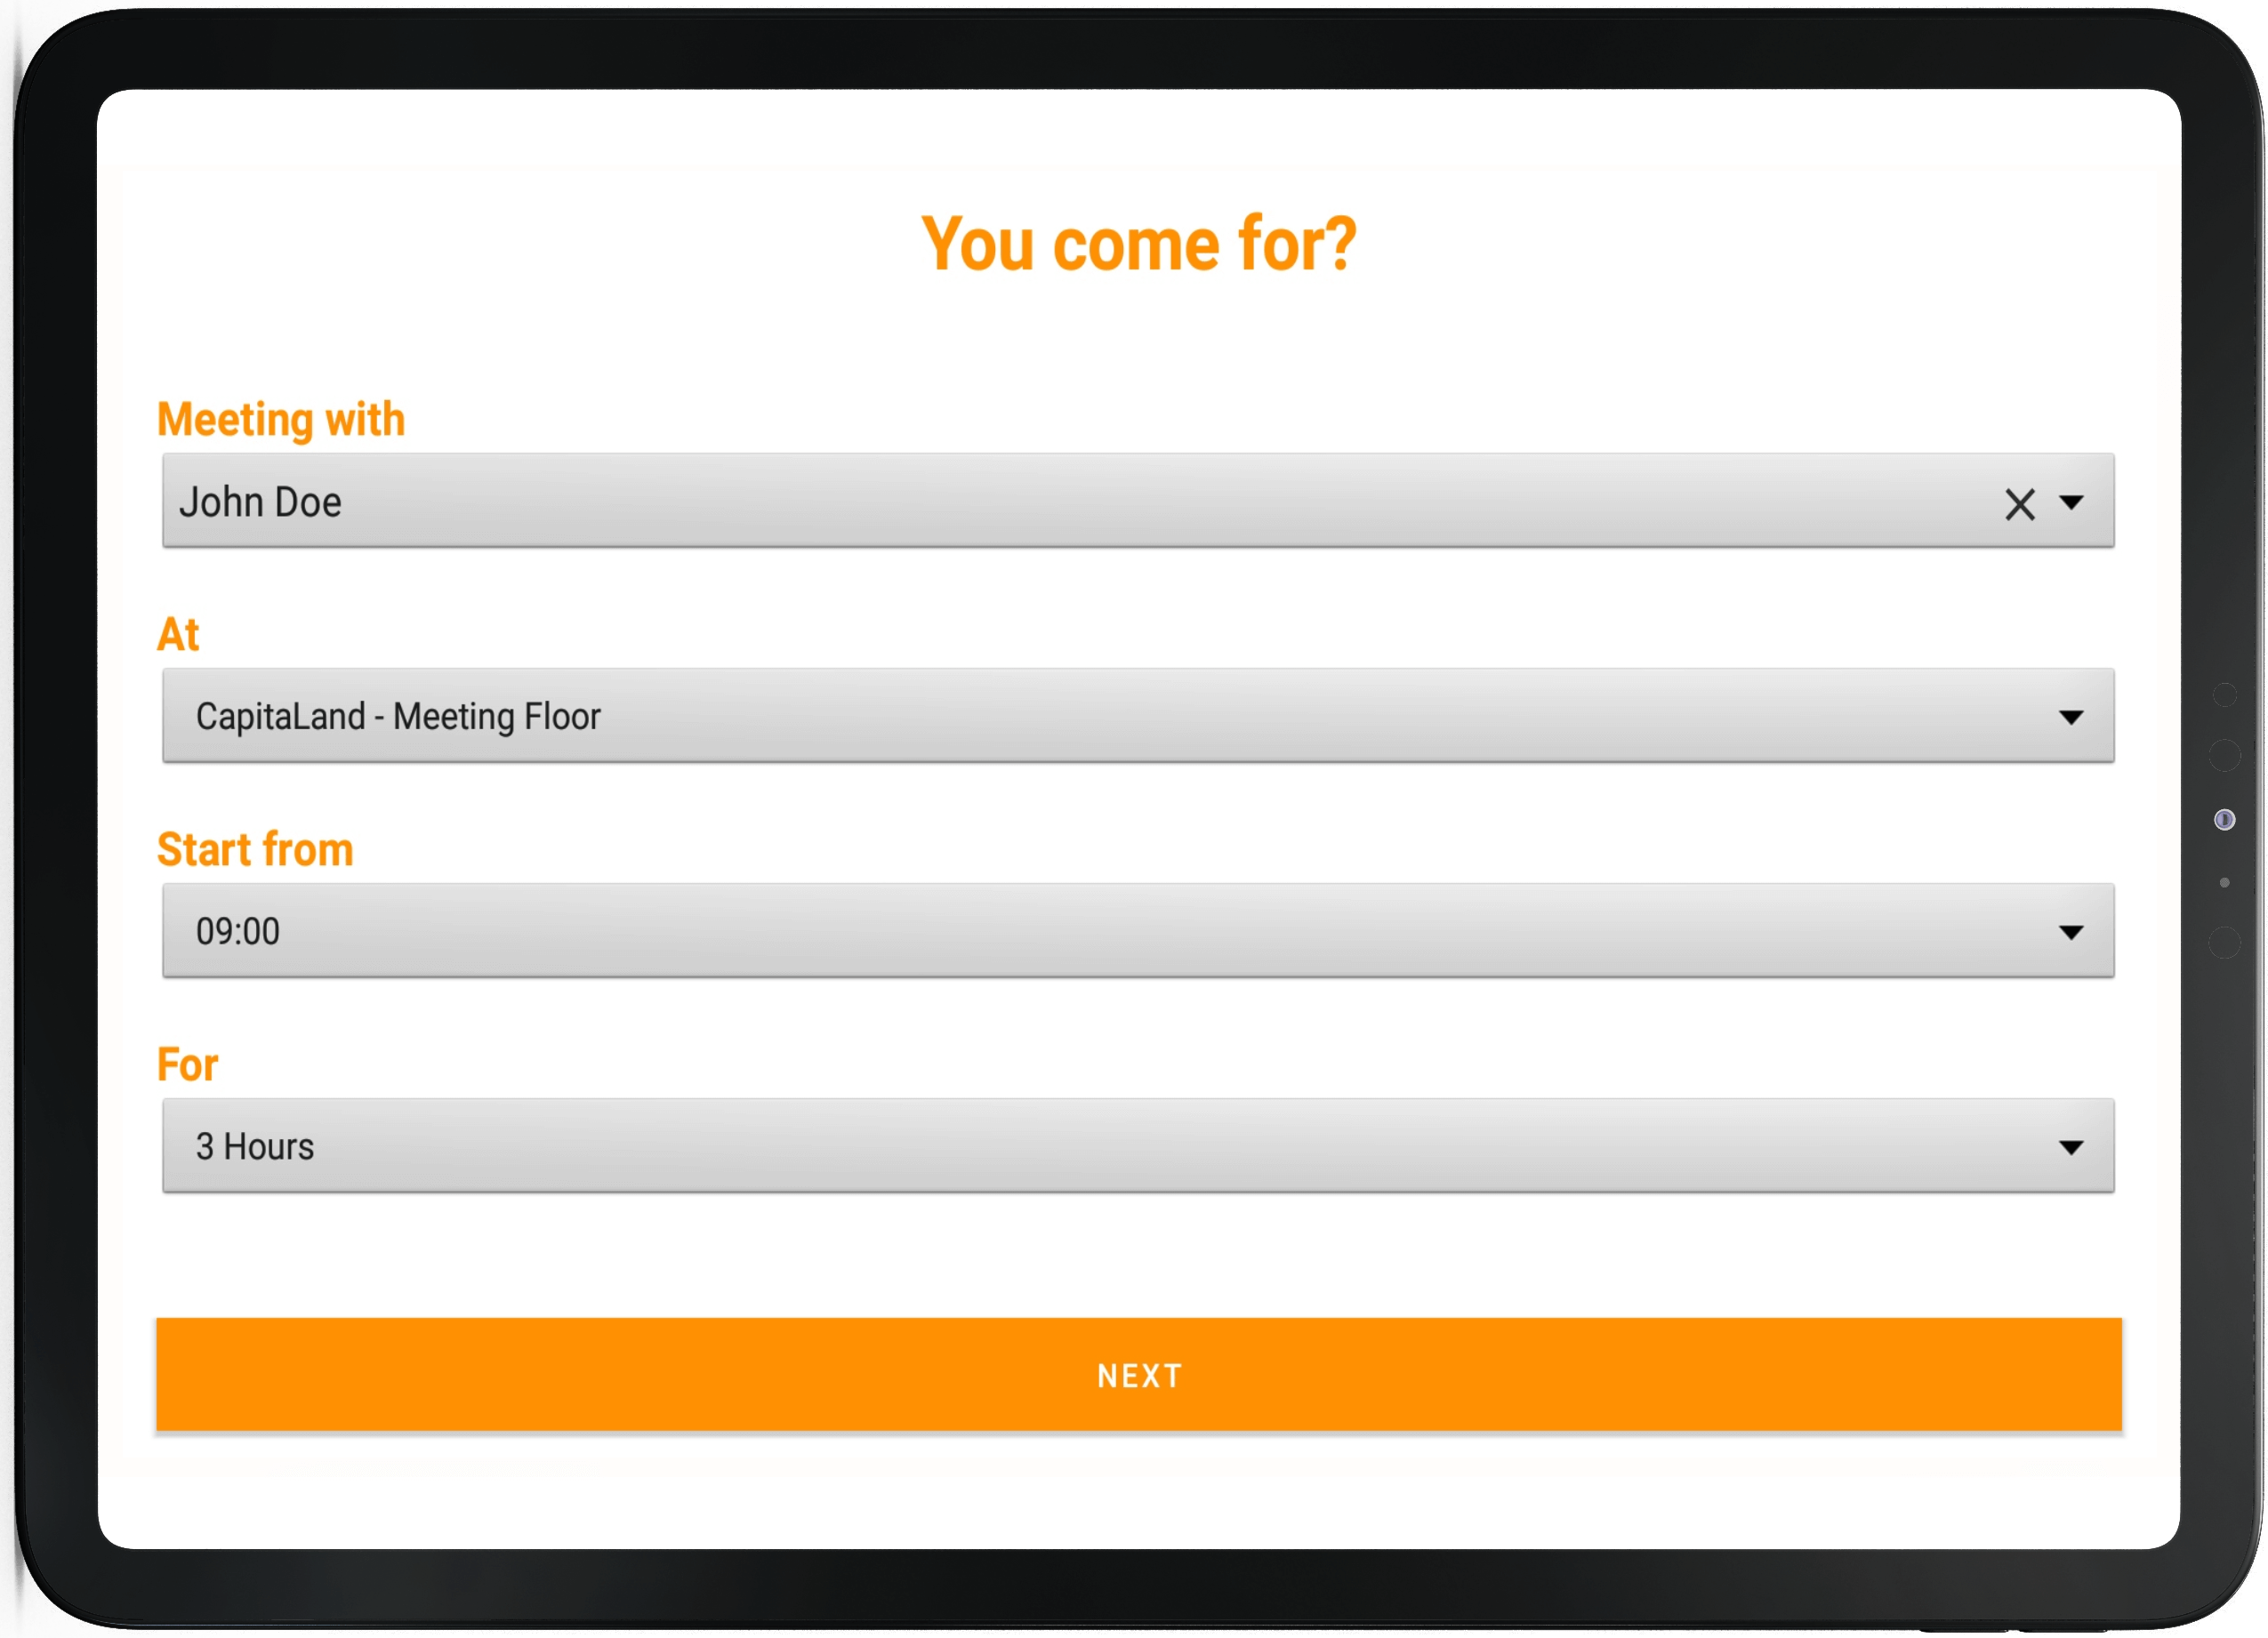 You come for?
Meeting with
John Doe
At
CapitaLand - Meeting Floor
Start from
09:00
For
3 Hours
NEXT